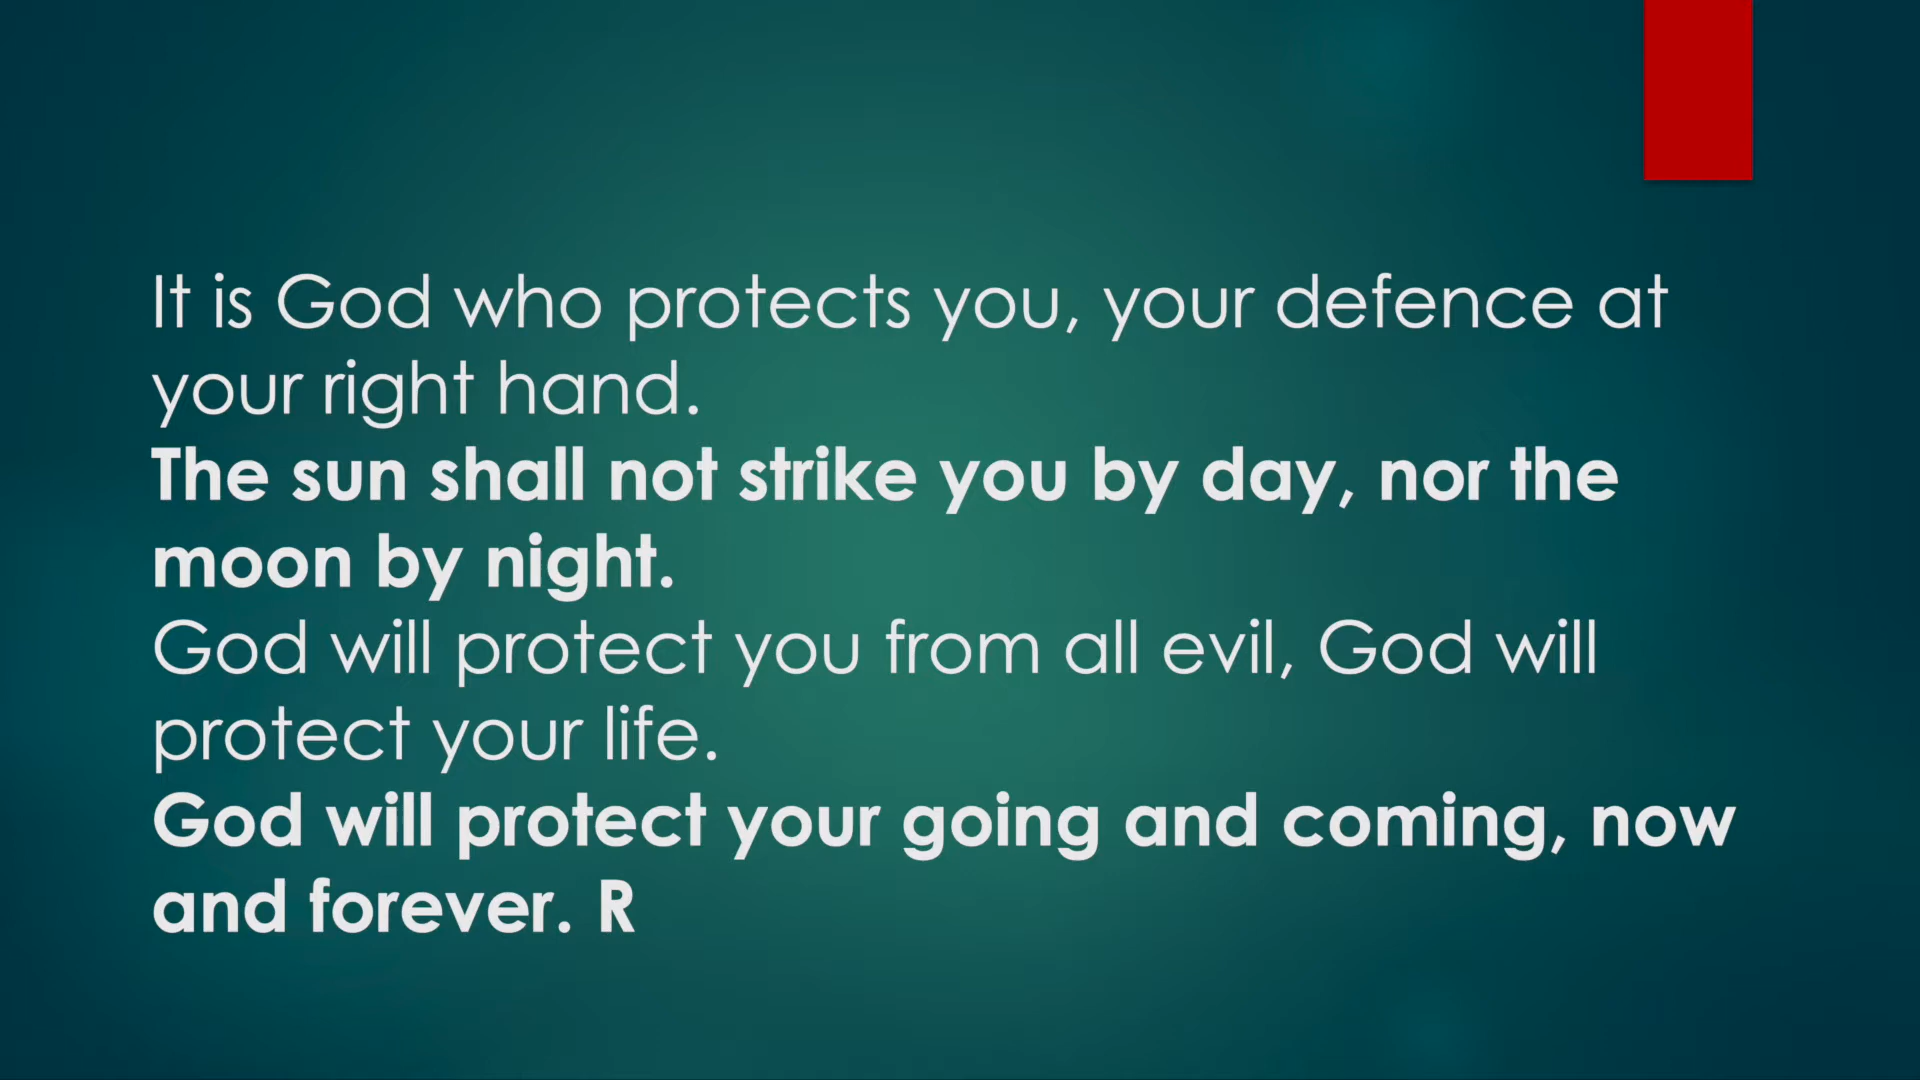 It is God who protects you, your defence at
your right hand.
The sun shall not strike you by day, nor the
moon by night.
God will protect you from all evil, God will
protect your life.
God will protect your going and coming, now
and forever. R